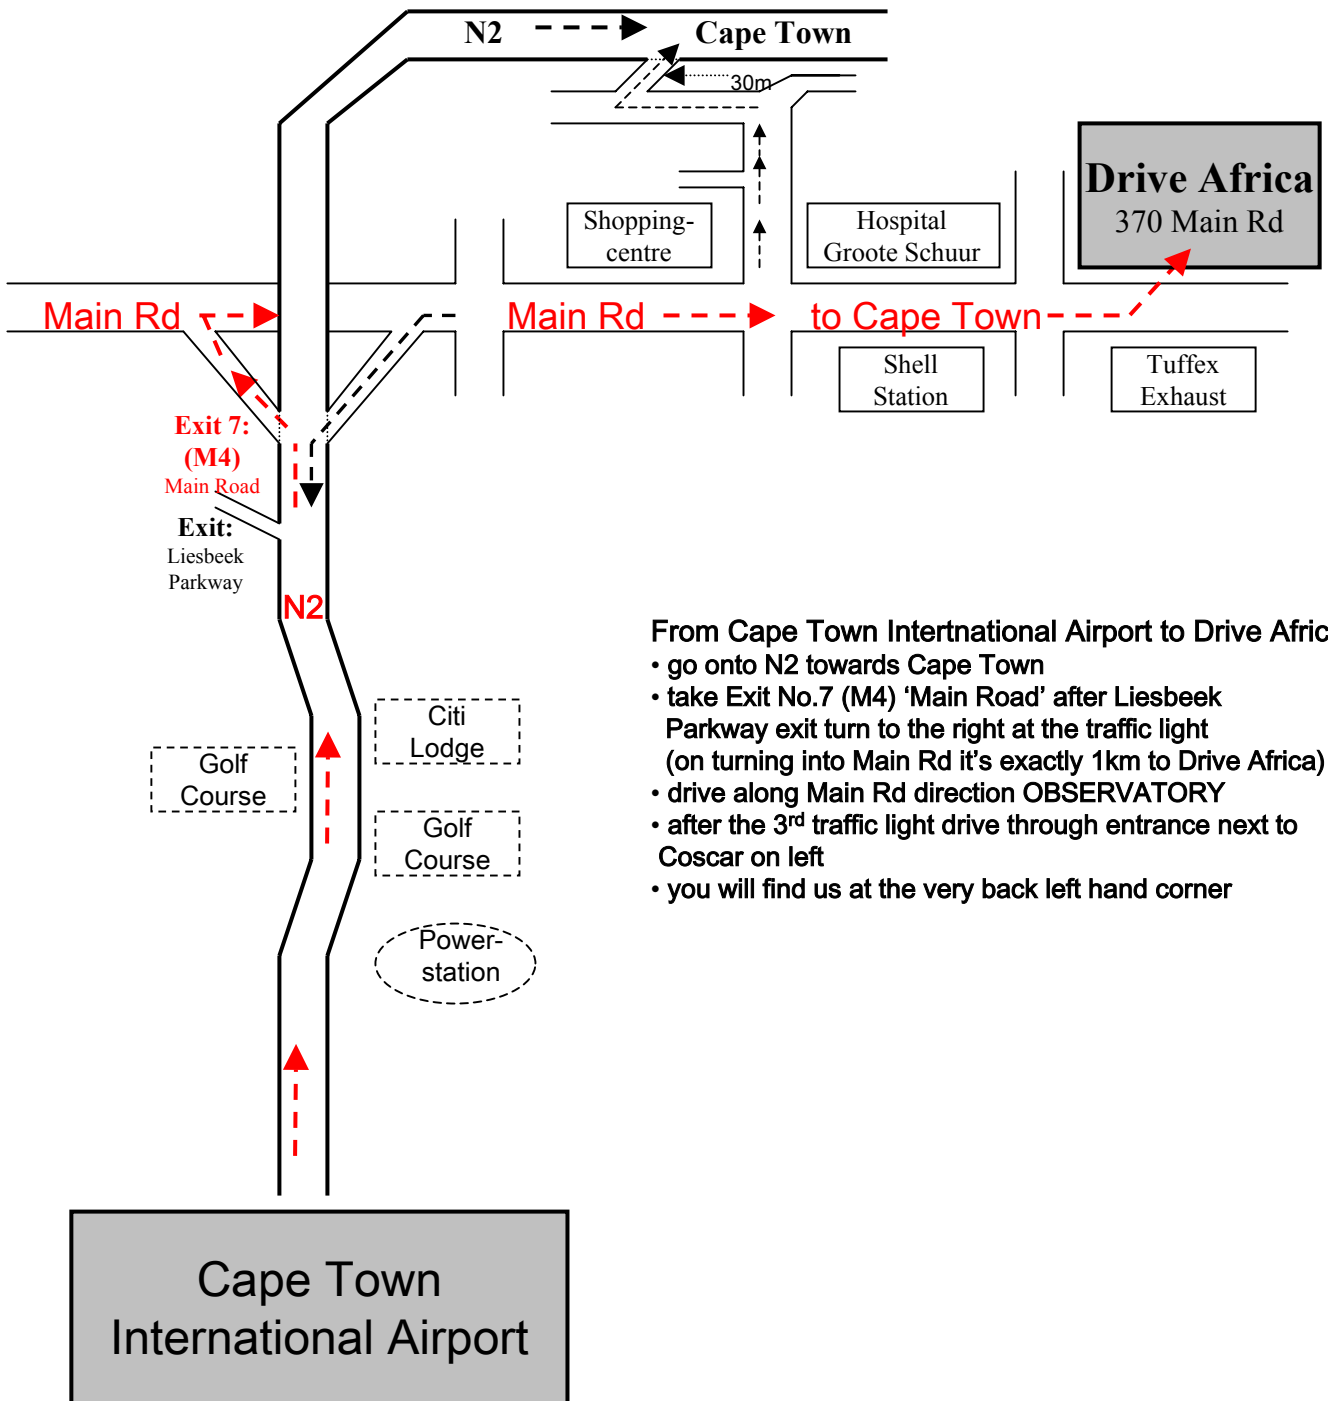 N2
Cape Town
30m
Drive Africa
370 Main Rd
Shopping-
centre
Hospital
Groote Schuur
Main Rd
Main Rd
to Cape Town
Shell
Station
Tuffex
Exhaust
Exit 7:
(M4)
Main Road
Exit:
Liesbeek
Parkway
N2
From Cape Town Intertnational Airport to Drive Afric
• go onto N2 towards Cape Town
• take Exit No.7 (M4) ‘Main Road’ after Liesbeek
Parkway exit turn to the right at the traffic light
(on turning into Main Rd it’s exactly 1km to Drive Africa)
• drive along Main Rd direction OBSERVATORY
• after the 3rd traffic light drive through entrance next to
Coscar on left
• you will find us at the very back left hand corner
Citi
Lodge
Golf
Course
Golf
Course
Power-
station
Cape Town
International Airport